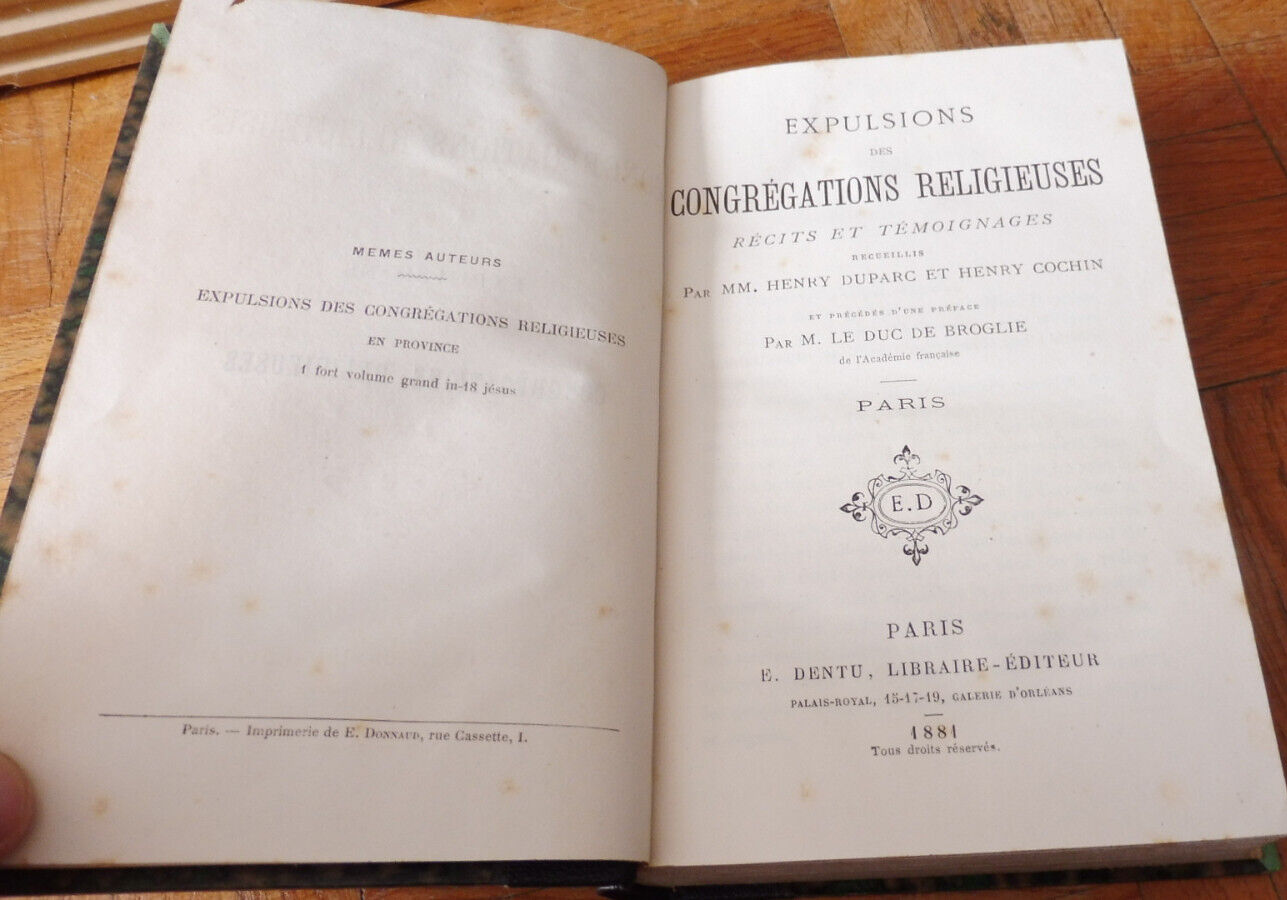 MEMES AUTEURS
EXPULSIONS DES CONGRÉGATIONS RELIGIEUSES
EN PROVINCE
1 fort volume grand in-18 jésus
Paris. — Imprimerie de E. DONNAUD, rue Cassette, 1.
EXPULSIONS
DES
CONGRÉGATIONS RELIGIEUSES
RÉCITS ET TÉMOIGNAGES
RECUEILLIS
PAR MM. HENRY DUPARC ET HENRY COCHIN
ET PRÉCÉDÉS D'UNE PRÉFACE
PAR M. LE DUC DE BROGLIE
de l'Académie française
PARIS
E.D
PARIS
E. DENTU, LIBRAIRE-ÉDITEUR
PALAIS-ROYAL, 15-17-19, GALERIE D'ORLÉANS
1881
Tous droits réservés.